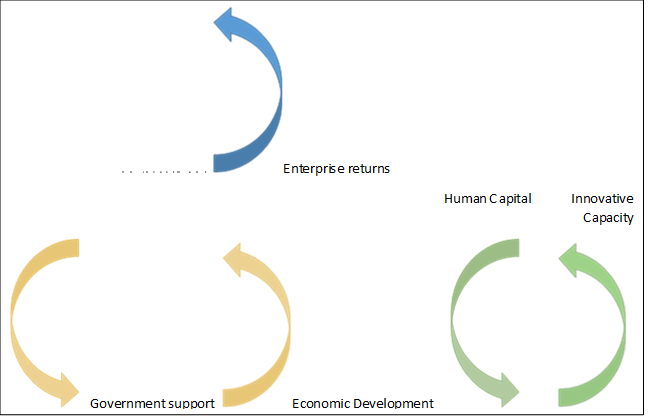 Enterprise returns
Human Capital
Innovative
Capacity
Government support
Economic Development